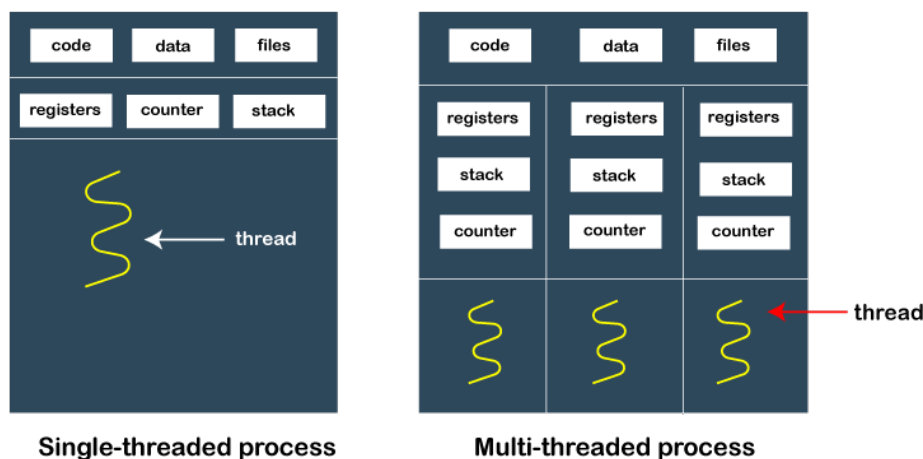 code data files
registers counter stack
thread
Single-threaded process
code data files
registers registers registers
stack stack stack
counter counter counter
thread
Multi-threaded process